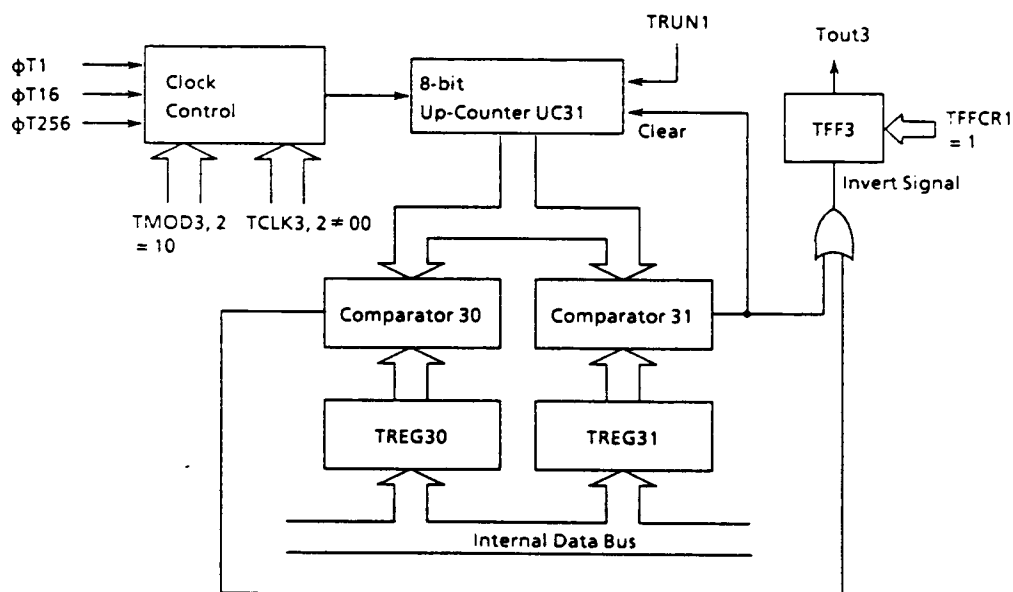 TRUN1
Tout3
ϕT1
ϕT16
ϕT256
Clock
Control
8-bit
Up-Counter UC31
Clear
TFF3
TFFCR1
= 1
Invert Signal
TMOD3, 2
= 10
TCLK3, 2 ≠ 00
Comparator 30
Comparator 31
TREG30
TREG31
Internal Data Bus